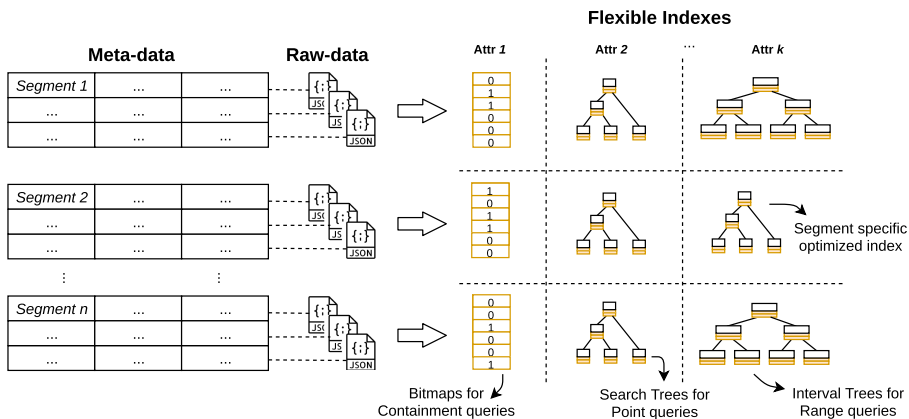 Flexible Indexes
Meta-data Raw-data Attr 1 Attr 2 ... Attr k
Segment 1 ... ...
... ... ...
... ... ...
{;}
JSON
0
1
1
0
0
0
Segment 2 ... ...
... ... ...
... ... ...
{;}
JSON
1
0
1
1
0
0
Segment specific
optimized index
⋮ ⋮
Segment n ... ...
... ... ...
... ... ...
{;}
JSON
0
0
1
0
0
1
Bitmaps for
Containment queries
Search Trees for
Point queries
Interval Trees for
Range queries